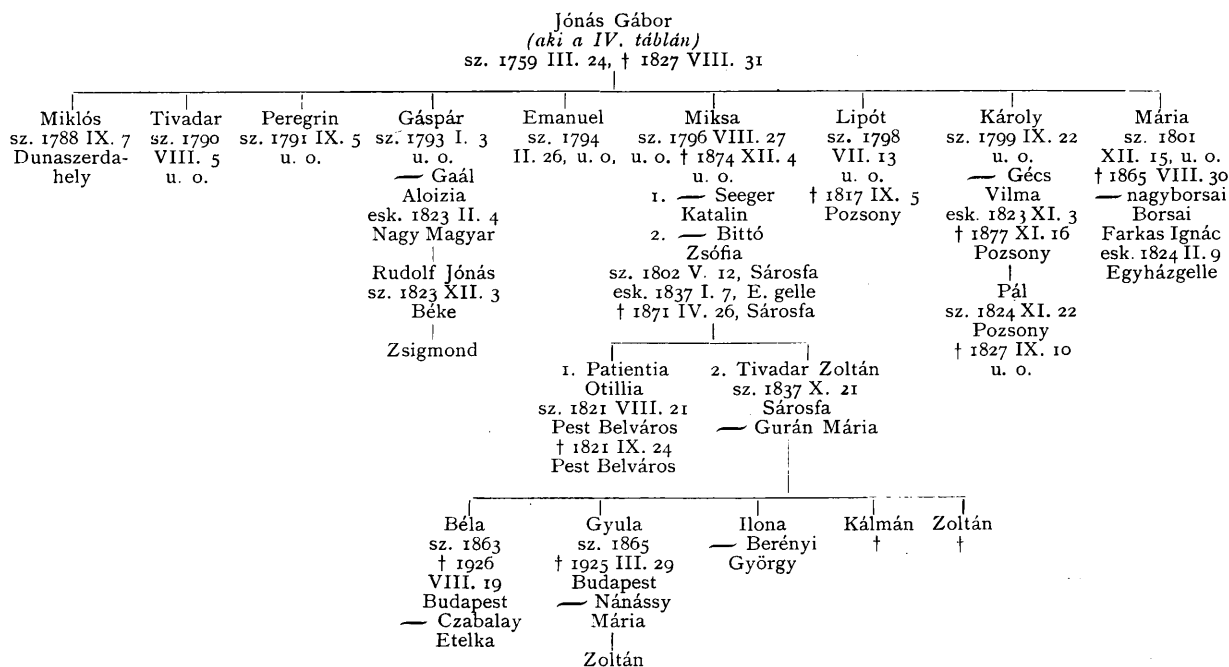 Jónás Gábor
(aki a IV. táblán)
sz. 1759 III. 24, † 1827 VIII. 31
Miklós
sz. 1788 IX. 7
Dunaszerda-
hely
Tivadar
sz. 1790
VIII. 5
u. o.
Peregrin
sz. 1791 IX. 5
u. o.
Gáspár
sz. 1793 I. 3
u. o.
— Gaál
Aloizia
esk. 1823 II. 4
Nagy Magyar
Rudolf Jónás
sz. 1823 XII. 3
Béke
Zsigmond
Emanuel
sz. 1794
II. 26, u. o,
Miksa
sz. 1796 VIII. 27
u. o. † 1874 XII. 4
u. o.
1. — Seeger
Katalin
2. — Bittó
Zsófia
sz. 1802 V. 12, Sárosfa
esk. 1837 I. 7, E. gelle
† 1871 IV. 26, Sárosfa
Lipót
sz. 1798
VII. 13
u. o.
† 1817 IX. 5
Pozsony
Károly
sz. 1799 IX. 22
u. o.
— Gécs
Vilma
esk. 1823 XI. 3
† 1877 XI. 16
Pozsony
Pál
sz. 1824 XI. 22
Pozsony
† 1827 IX. 10
u. o.
Mária
sz. 1801
XII. 15, u. o.
† 1865 VIII. 30
— nagyborsai
Borsai
Farkas Ignác
esk. 1824 II. 9
Egyházgelle
1. Patientia
Otillia
sz. 1821 VIII. 21
Pest Belváros
† 1821 IX. 24
Pest Belváros
2. Tivadar Zoltán
sz. 1837 X. 21
Sárosfa
— Gurán Mária
Béla
sz. 1863
† 1926
VIII. 19
Budapest
— Czabalay
Etelka
Gyula
sz. 1865
† 1925 III. 29
Budapest
— Nánássy
Mária
Zoltán
Ilona
— Berényi
György
Kálmán
†
Zoltán
†